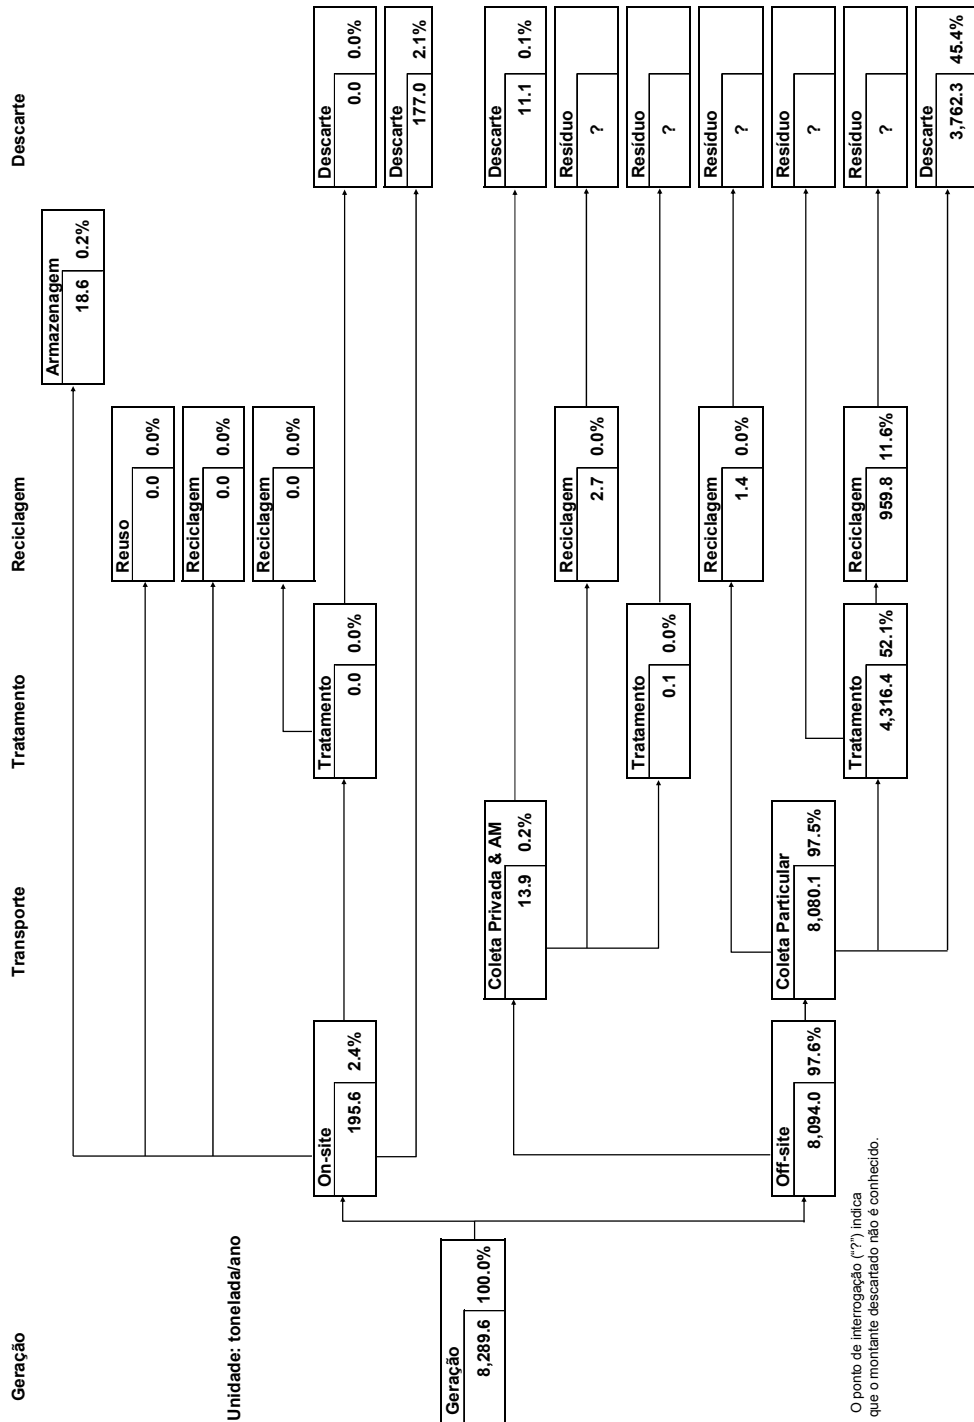 Geração
Transporte
Tratamento
Reciclagem
Descarte
Unidade: tonelada/ano
Armazenagem
18.6 0.2%
Reuso
0.0 0.0%
Reciclagem
0.0 0.0%
Reciclagem
0.0 0.0%
On-site
195.6 2.4%
Tratamento
0.0 0.0%
Descarte
0.0 0.0%
Descarte
177.0 2.1%
Geração
8,289.6 100.0%
Coleta Privada & AM
13.9 0.2%
Descarte
11.1 0.1%
Reciclagem
2.7 0.0%
Resíduo
?
Tratamento
0.1 0.0%
Resíduo
?
Reciclagem
1.4 0.0%
Resíduo
?
Off-site
8,094.0 97.6%
Coleta Particular
8,080.1 97.5%
Resíduo
?
Tratamento
4,316.4 52.1%
Reciclagem
959.8 11.6%
Resíduo
?
Descarte
3,762.3 45.4%
O ponto de interrogação ("?") indica
que o montante descartado não é conhecido.